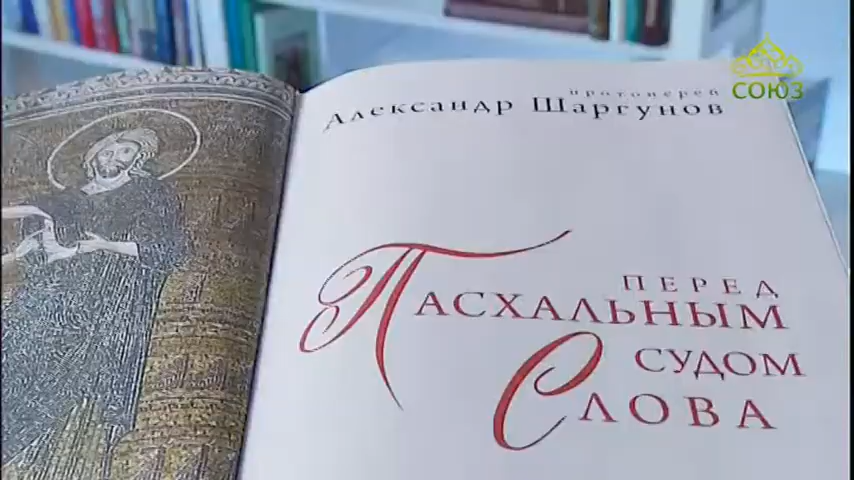 СОЮЗ
протоиерей
Александр Шаргунов
ПЕРЕД
ПАСХАЛЬНЫМ
СУДОМ
СЛОВА